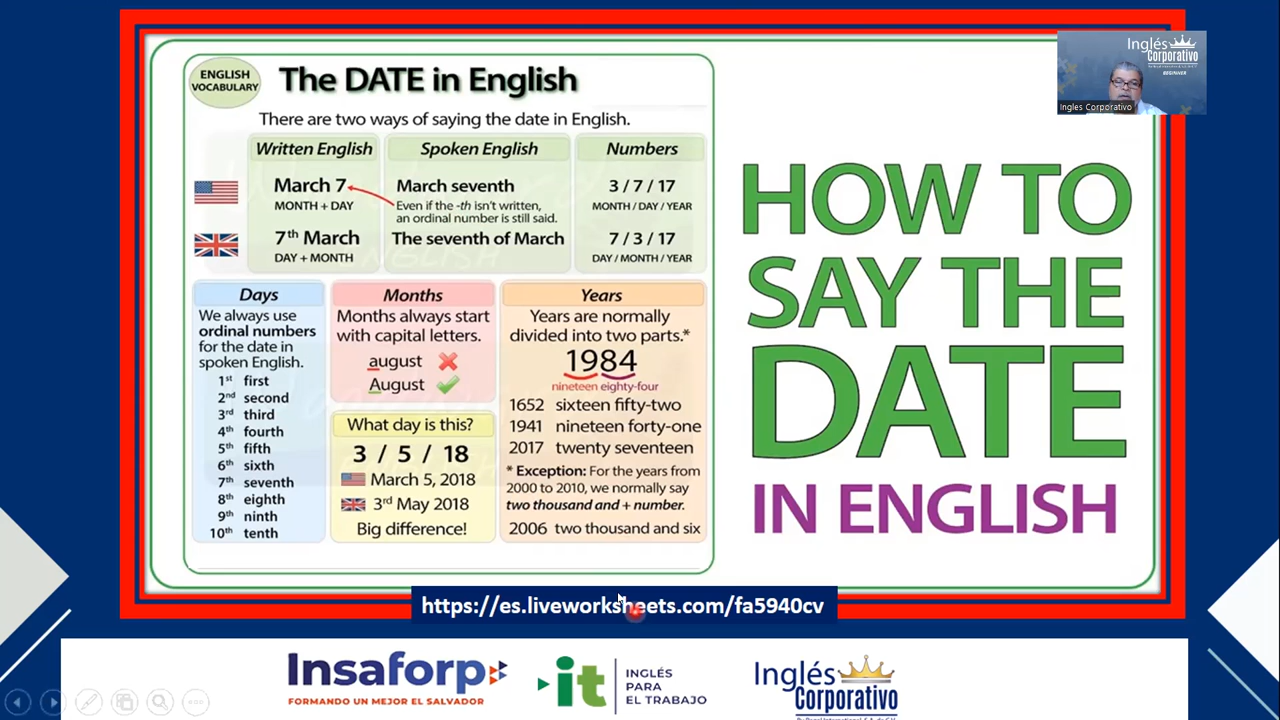 ENGLISH
VOCABULARY
The DATE in English
There are two ways of saying the date in English.
Written English
Spoken English
Numbers
March 7
MONTH + DAY
March seventh
Even if the -th isn't written,
an ordinal number is still said.
3 / 7 / 17
MONTH / DAY / YEAR
7th March
DAY + MONTH
The seventh of March
7 / 3 / 17
DAY / MONTH / YEAR
Days
We always use
ordinal numbers
for the date in
spoken English.
1st first
2nd second
3rd third
4th fourth
5th fifth
6th sixth
7th seventh
8th eighth
9th ninth
10th tenth
Months
Months always start
with capital letters.
august
August
What day is this?
3 / 5 / 18
March 5, 2018
3rd May 2018
Big difference!
Years
Years are normally
divided into two parts.*
1984
nineteen eighty-four
1652 sixteen fifty-two
1941 nineteen forty-one
2017 twenty seventeen
* Exception: For the years from
2000 to 2010, we normally say
two thousand and + number.
2006 two thousand and six
HOW TO
SAY THE
DATE
IN ENGLISH
Inglés
Corporativo
BEGINNER
Ingles Corporativo
https://es.liveworksheets.com/fa5940cv
Insaforp
FORMANDO UN MEJOR EL SALVADOR
it
INGLÉS
PARA
EL TRABAJO
Inglés
Corporativo